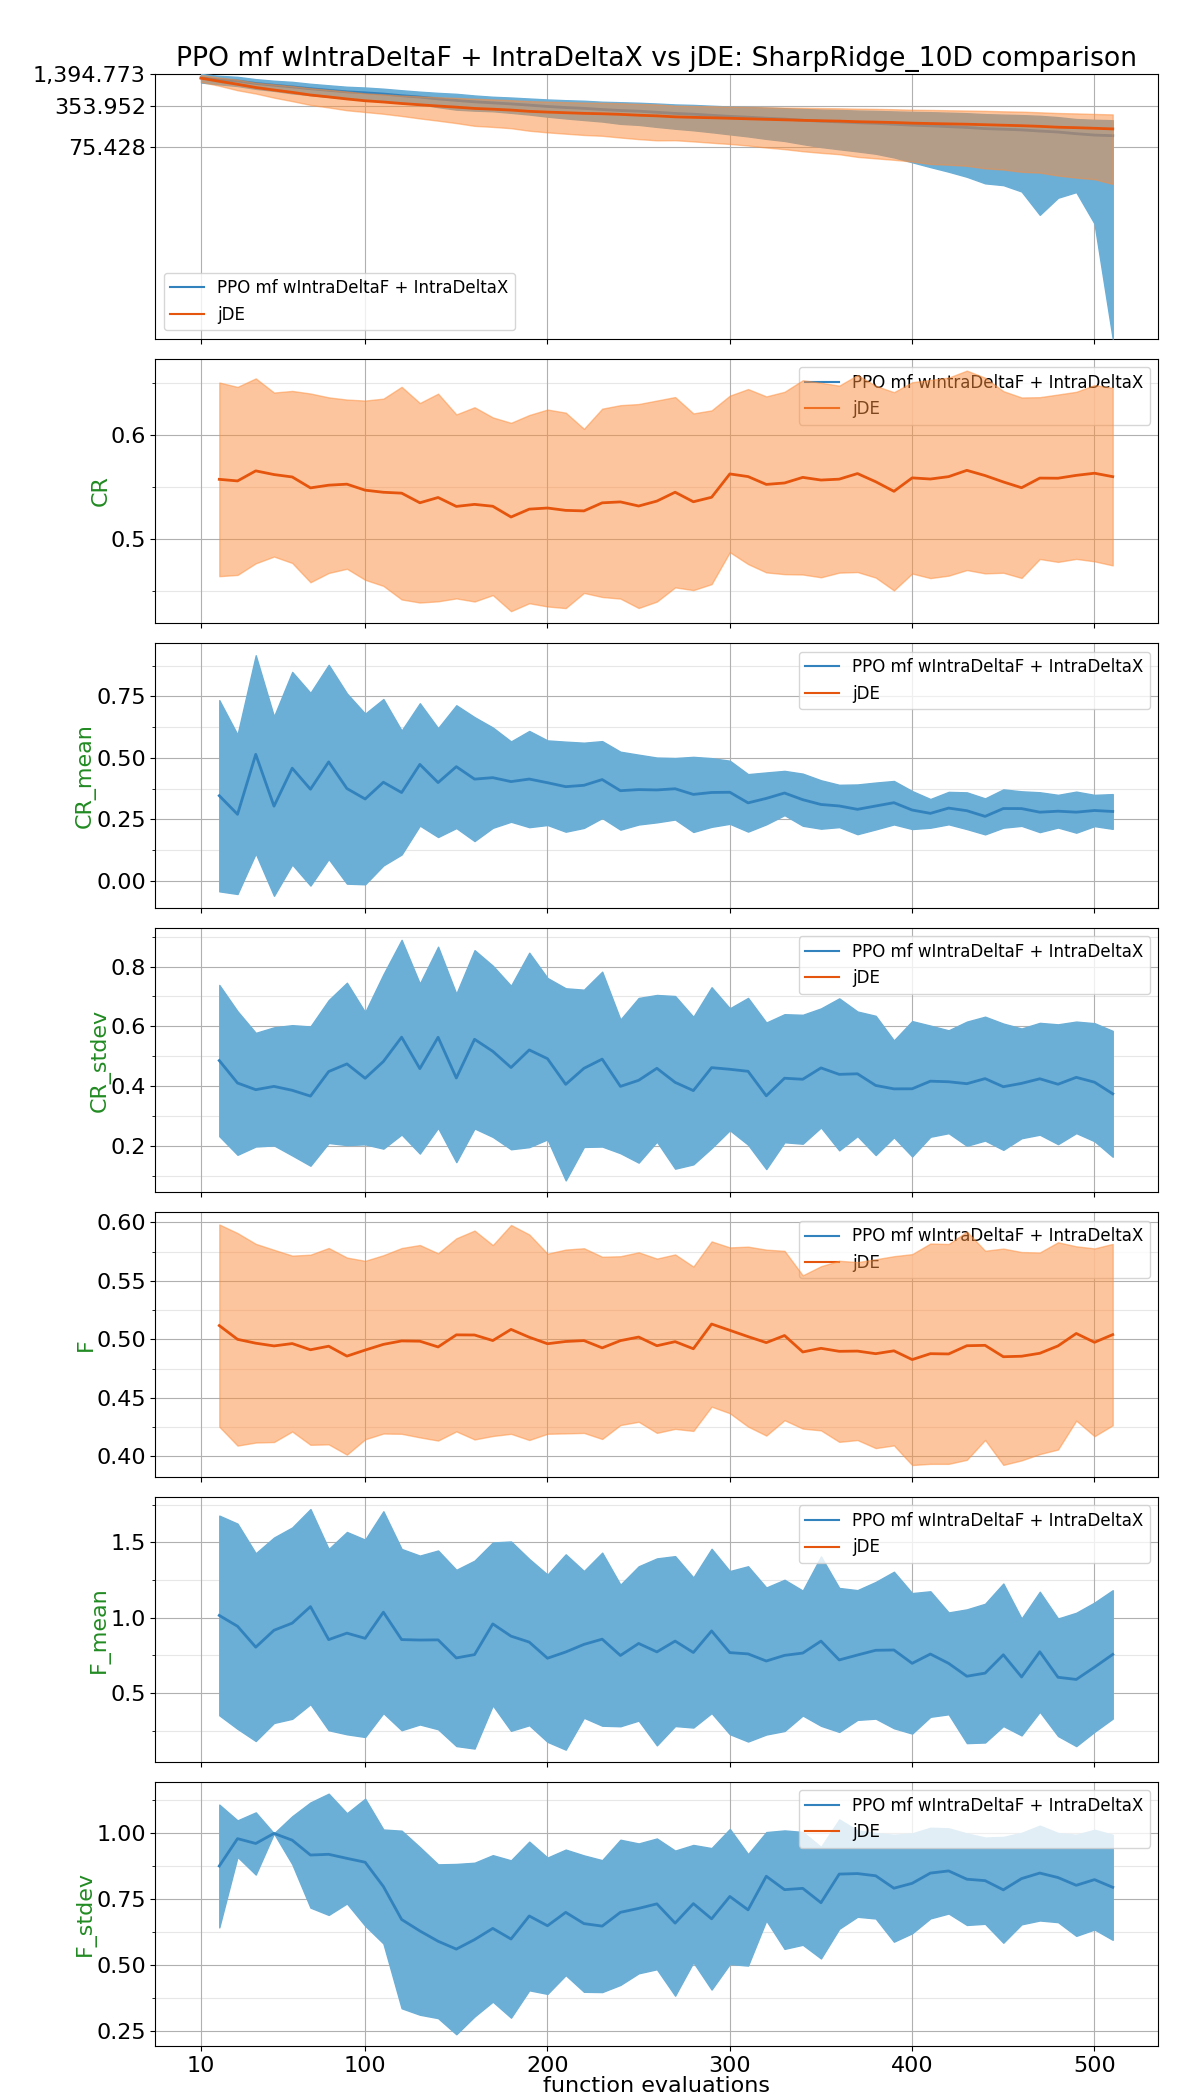 PPO mf wIntraDeltaF + IntraDeltaX vs jDE: SharpRidge_10D comparison
1,394.773
353.952
75.428
PPO mf wIntraDeltaF + IntraDeltaX
jDE
CR
0.6
0.5
PPO mf wIntraDeltaF + IntraDeltaX
jDE
CR_mean
0.75
0.50
0.25
0.00
PPO mf wIntraDeltaF + IntraDeltaX
jDE
CR_stdev
0.8
0.6
0.4
0.2
PPO mf wIntraDeltaF + IntraDeltaX
jDE
F
0.60
0.55
0.50
0.45
0.40
PPO mf wIntraDeltaF + IntraDeltaX
jDE
F_mean
1.5
1.0
0.5
PPO mf wIntraDeltaF + IntraDeltaX
jDE
F_stdev
1.00
0.75
0.50
0.25
PPO mf wIntraDeltaF + IntraDeltaX
jDE
10 100 200 300 400 500
function evaluations